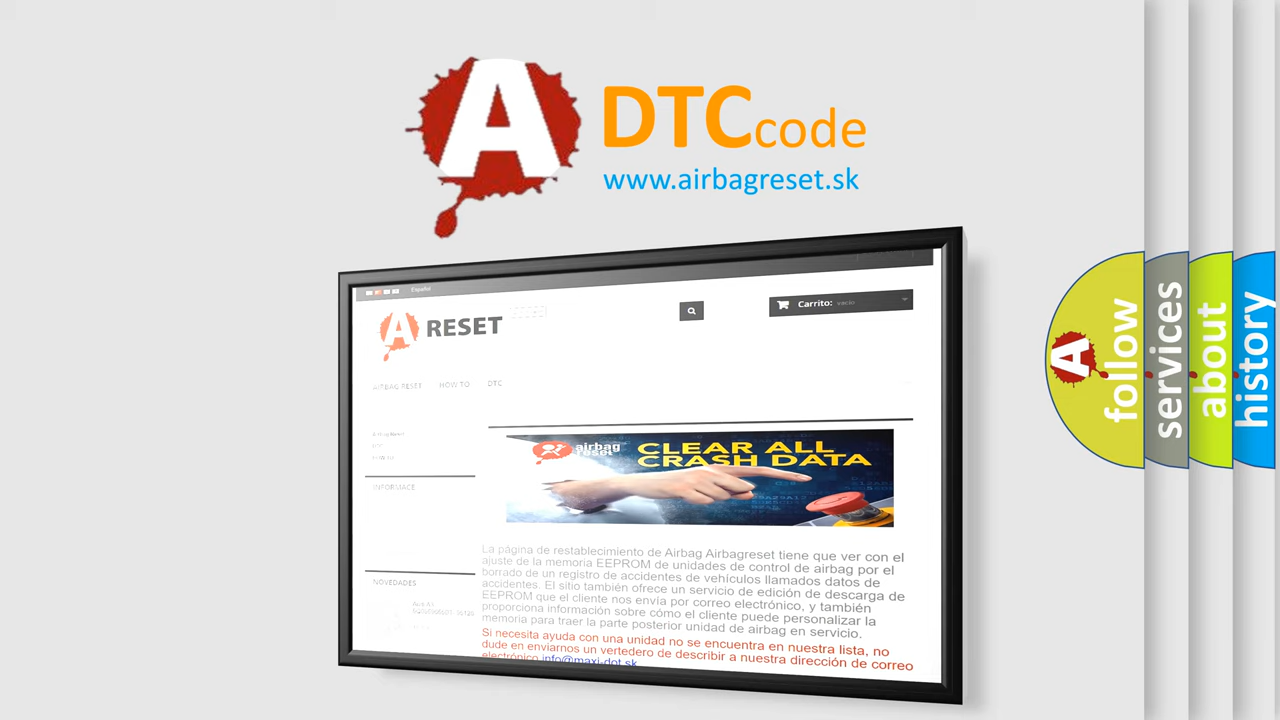 A
DTCcode
www.airbagreset.sk
Español
A RESET
Carrito: vacío
AIRBAG RESET HOW TO DTC
Airbag Reset
DTC
HOW TO
INFORMACE
airbag
reset
CLEAR ALL
CRASH DATA
La página de restablecimiento de Airbag Airbagreset tiene que ver con el
ajuste de la memoria EEPROM de unidades de control de airbag por el
borrado de un registro de accidentes de vehículos llamados datos de
accidentes. El sitio también ofrece un servicio de edición de descarga de
EEPROM que el cliente nos envía por correo electrónico, y también
proporciona información sobre cómo el cliente puede personalizar la
memoria para traer la parte posterior unidad de airbag en servicio.
Si necesita ayuda con una unidad no se encuentra en nuestra lista, no
dude en enviarnos un vertedero de describir a nuestra dirección de correo
electrónico info@maxi-dot.sk
NOVEDADES
A
follow
services
about
history